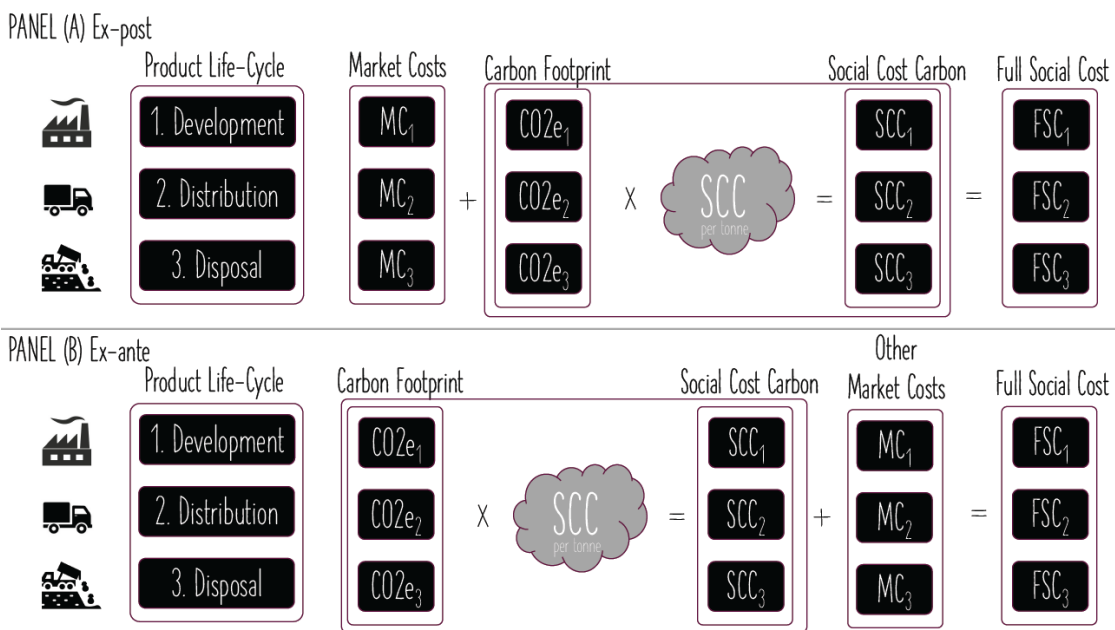 PANEL (A) Ex-post
Product Life-Cycle Market Costs Carbon Footprint Social Cost Carbon Full Social Cost
1. Development MC₁ CO2e₁ SCC₁ FSC₁
2. Distribution MC₂ + CO2e₂ X SCC per tonne = SCC₂ = FSC₂
3. Disposal MC₃ CO2e₃ SCC₃ FSC₃
PANEL (B) Ex-ante
Product Life-Cycle Carbon Footprint Social Cost Carbon Other Market Costs Full Social Cost
1. Development CO2e₁ SCC₁ MC₁ FSC₁
2. Distribution CO2e₂ X SCC per tonne = SCC₂ + MC₂ = FSC₂
3. Disposal CO2e₃ SCC₃ MC₃ FSC₃